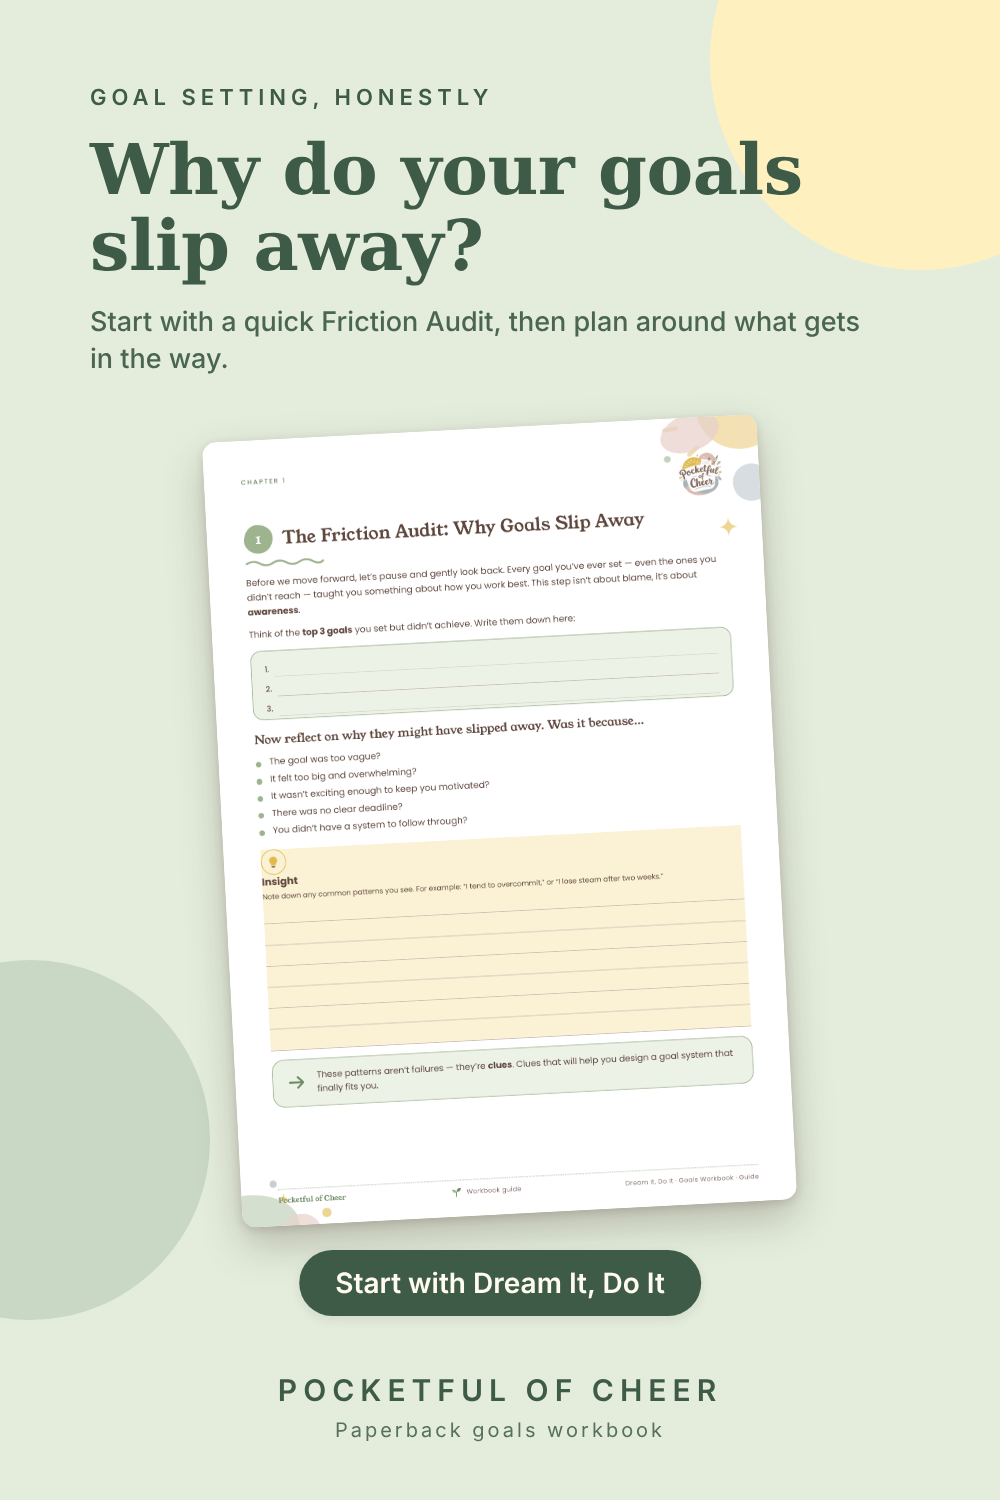 GOAL SETTING, HONESTLY
Why do your goals
slip away?
Start with a quick Friction Audit, then plan around what gets
in the way.
CHAPTER 1
Pocketful
of
Cheer
1 The Friction Audit: Why Goals Slip Away
Before we move forward, let's pause and gently look back. Every goal you've ever set — even the ones you
didn't reach — taught you something about how you work best. This step isn't about blame, it's about
awareness.
Think of the top 3 goals you set but didn't achieve. Write them down here:
1.
2.
3.
Now reflect on why they might have slipped away. Was it because...
The goal was too vague?
It felt too big and overwhelming?
It wasn't exciting enough to keep you motivated?
There was no clear deadline?
You didn't have a system to follow through?
Insight
Note down any common patterns you see. For example: "I tend to overcommit," or "I lose steam after two weeks."
These patterns aren't failures — they're clues. Clues that will help you design a goal system that
finally fits you.
Pocketful of Cheer
Workbook guide
Dream It, Do It · Goals Workbook · Guide
Start with Dream It, Do It
POCKETFUL OF CHEER
Paperback goals workbook